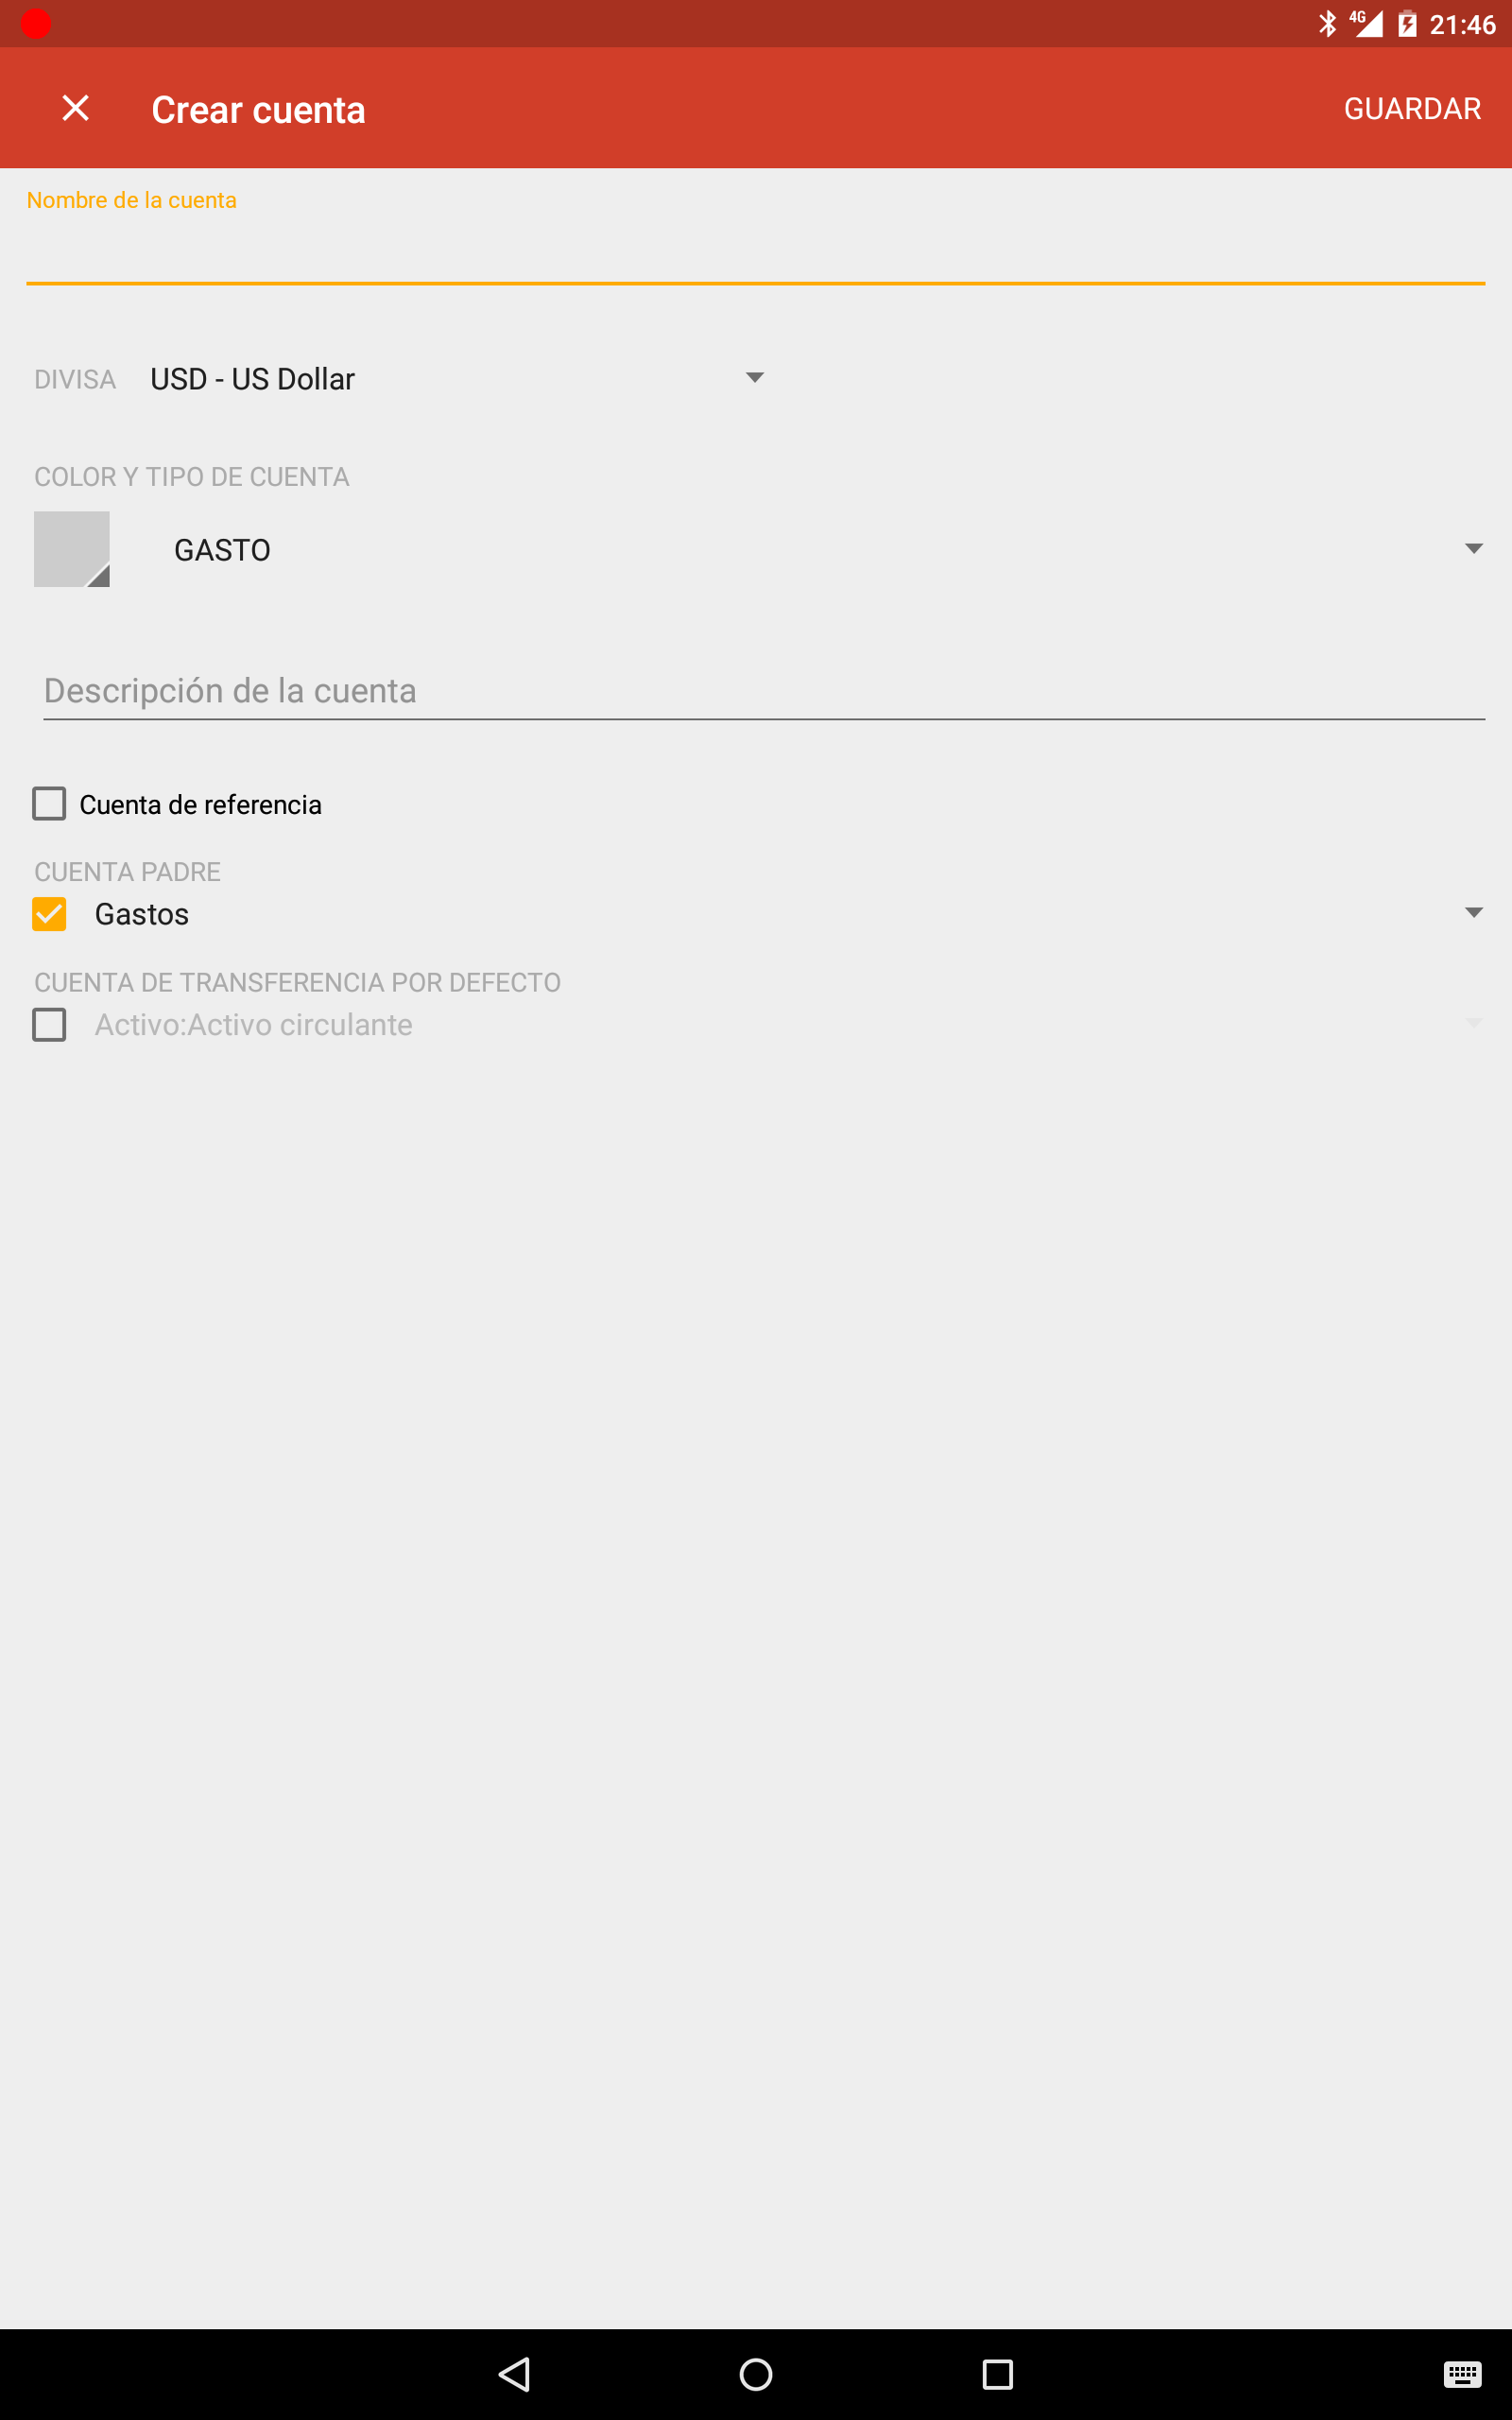 4G 21:46
Crear cuenta GUARDAR
Nombre de la cuenta
DIVISA USD - US Dollar
COLOR Y TIPO DE CUENTA
GASTO
Descripción de la cuenta
Cuenta de referencia
CUENTA PADRE
Gastos
CUENTA DE TRANSFERENCIA POR DEFECTO
Activo:Activo circulante